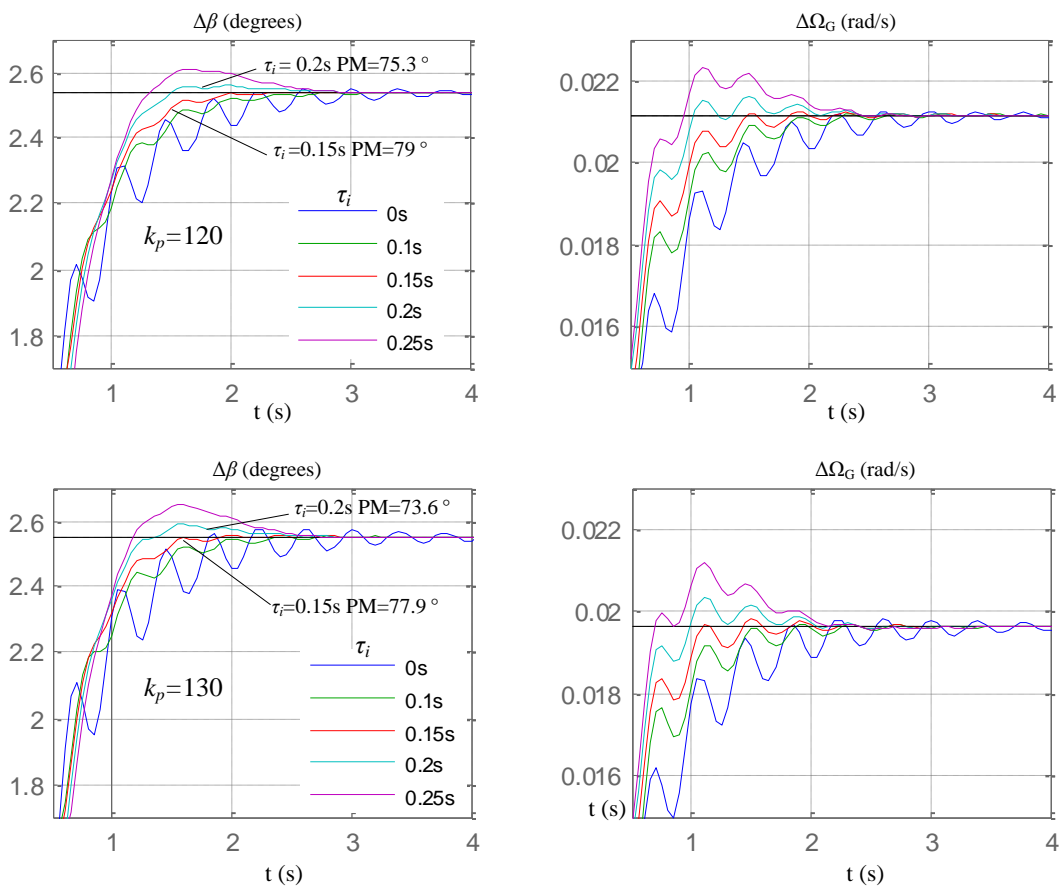 Δβ (degrees)
2.6
2.4
2.2
2
1.8
1
2
3
4
t (s)
τi = 0.2s PM=75.3 °
τi =0.15s PM=79 °
kp=120
τi
0s
0.1s
0.15s
0.2s
0.25s
ΔΩG (rad/s)
0.022
0.02
0.018
0.016
1
2
3
4
t (s)
Δβ (degrees)
2.6
2.4
2.2
2
1.8
1
2
3
4
t (s)
τi=0.2s PM=73.6 °
τi=0.15s PM=77.9 °
kp=130
τi
0s
0.1s
0.15s
0.2s
0.25s
ΔΩG (rad/s)
0.022
0.02
0.018
0.016
t (s)
1
2
3
4